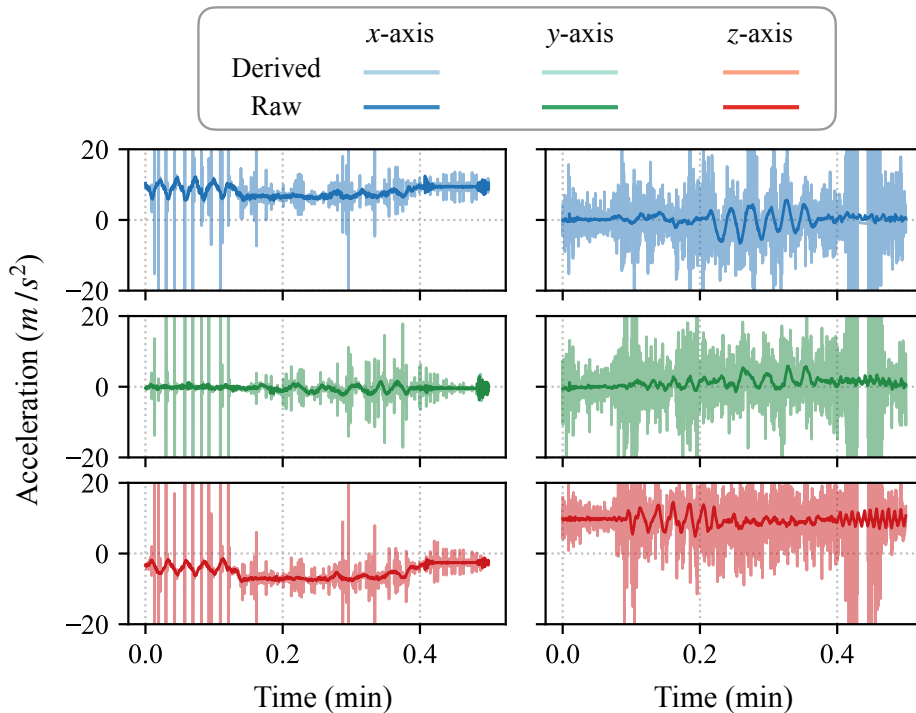 x-axis y-axis z-axis
Derived
Raw
Acceleration (m/s²)
20
0
−20
20
0
−20
20
0
−20
0.0 0.2 0.4
0.0 0.2 0.4
Time (min)
Time (min)